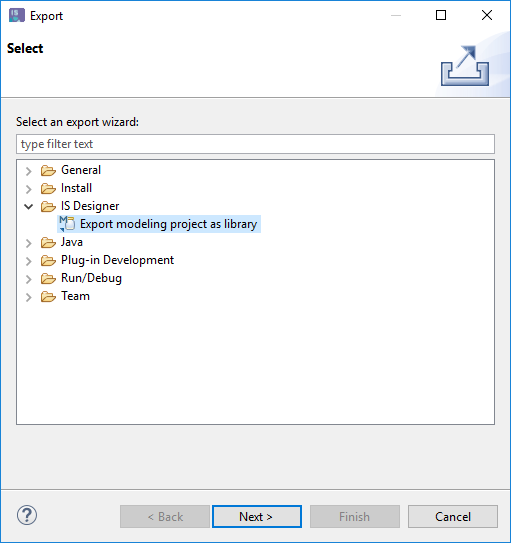 Export
Select
Select an export wizard:
type filter text
General
Install
IS Designer
Export modeling project as library
Java
Plug-in Development
Run/Debug
Team
?
< Back
Next >
Finish
Cancel